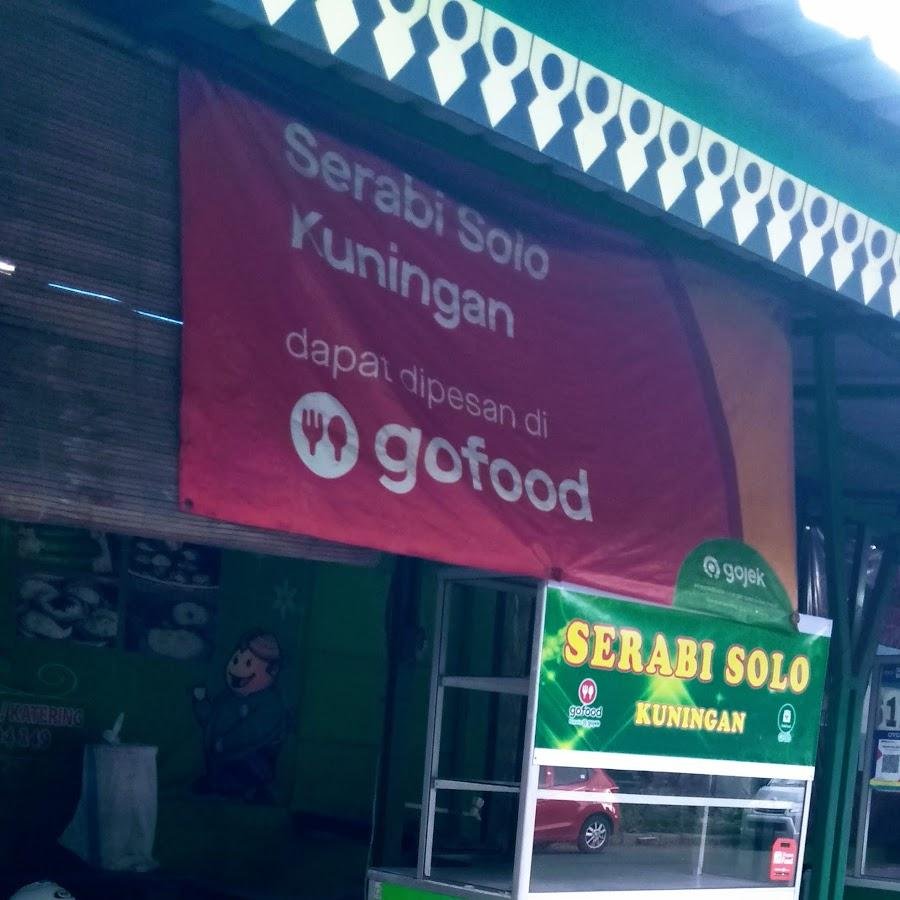 Serabi Solo
Kuningan
dapat dipesan di
gofood
gojek
SERABI SOLO
gofood
KUNINGAN
KATERING